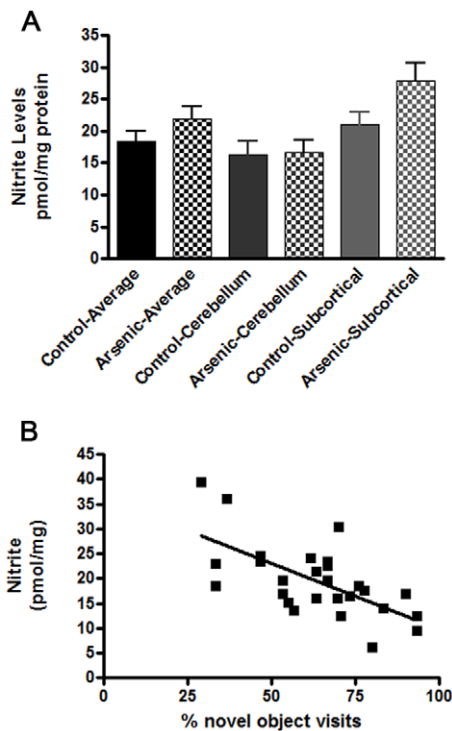 A
Nitrite Levels
pmol/mg protein
35
30
25
20
15
10
5
0
Control-Average
Arsenic-Average
Control-Cerebellum
Arsenic-Cerebellum
Control-Subcortical
Arsenic-Subcortical
B
Nitrite
(pmol/mg)
45
40
35
30
25
20
15
10
5
0
0
25
50
75
100
% novel object visits